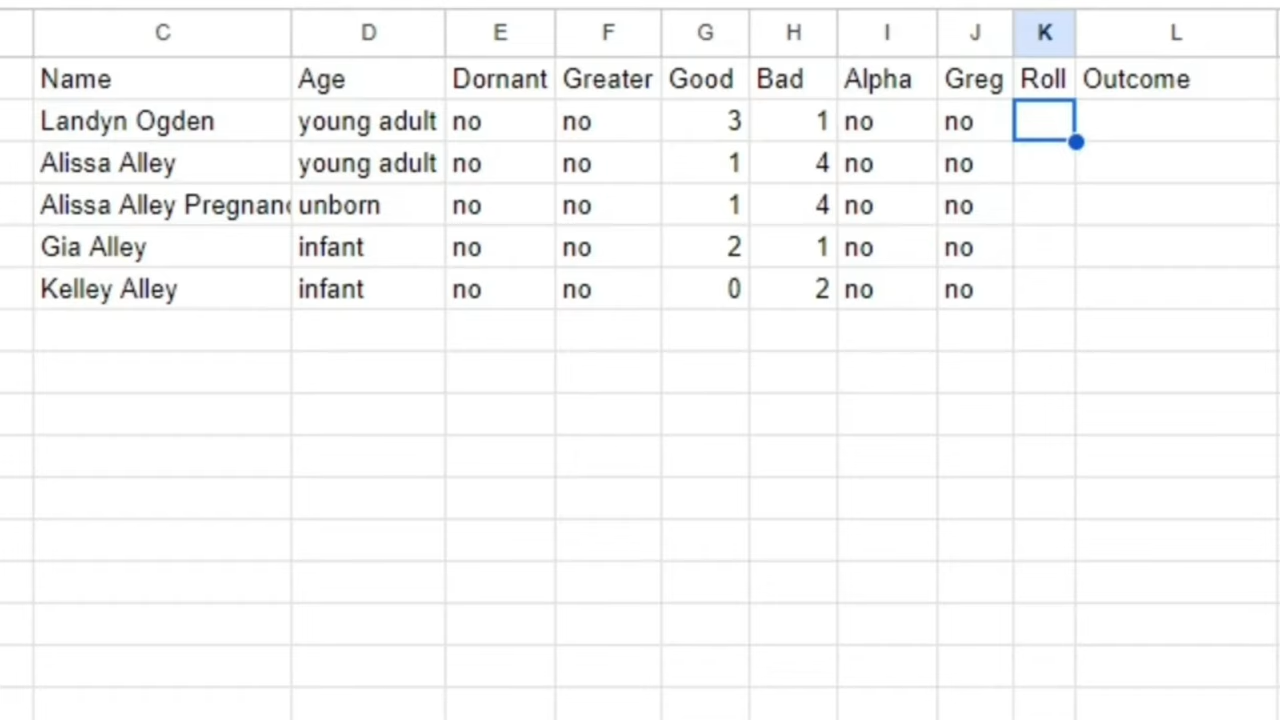 C D E F G H I J K L
Name Age Dornant Greater Good Bad Alpha Greg Roll Outcome
Landyn Ogden young adult no no 3 1 no no
Alissa Alley young adult no no 1 4 no no
Alissa Alley Pregnanc unborn no no 1 4 no no
Gia Alley infant no no 2 1 no no
Kelley Alley infant no no 0 2 no no